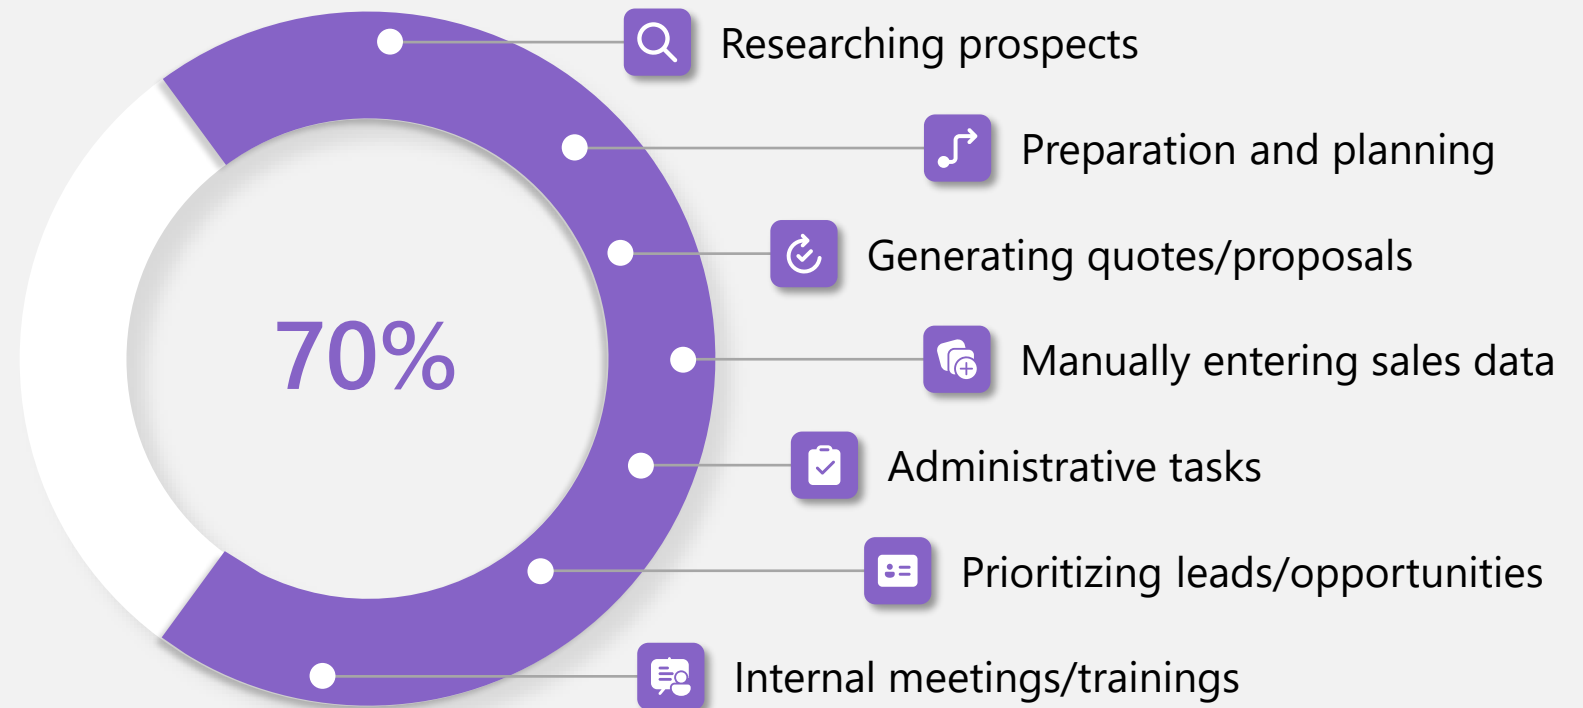 Researching prospects
Preparation and planning
Generating quotes/proposals
70%
Manually entering sales data
Administrative tasks
Prioritizing leads/opportunities
Internal meetings/trainings